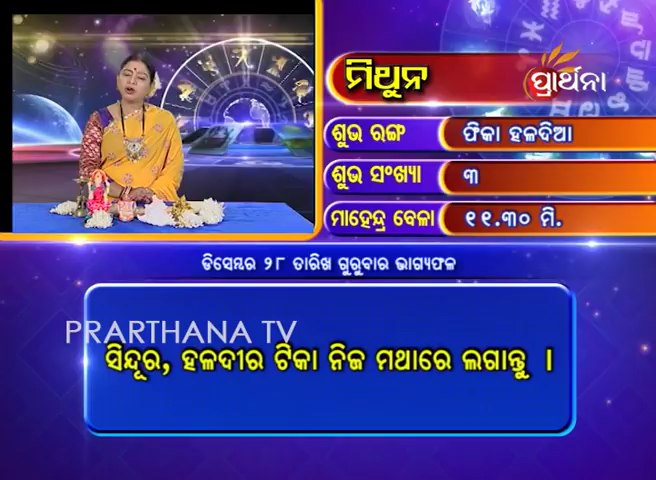 ମିଥୁନ
ପ୍ରାର୍ଥନା
ଶୁଭ ରଙ୍ଗ
ଫିକା ହଳଦିଆ
ଶୁଭ ସଂଖ୍ୟା
୩
ମାହେନ୍ଦ୍ର ବେଳା
୧୧.୩୦ ମି.
ଡିସେମ୍ବର ୨୮ ତାରିଖ ଗୁରୁବାର ଭାଗ୍ୟଫଳ
PRARTHANA TV
ସିନ୍ଦୂର, ହଳଦୀର ଟିକା ନିଜ ମଥାରେ ଲଗାନ୍ତୁ ।